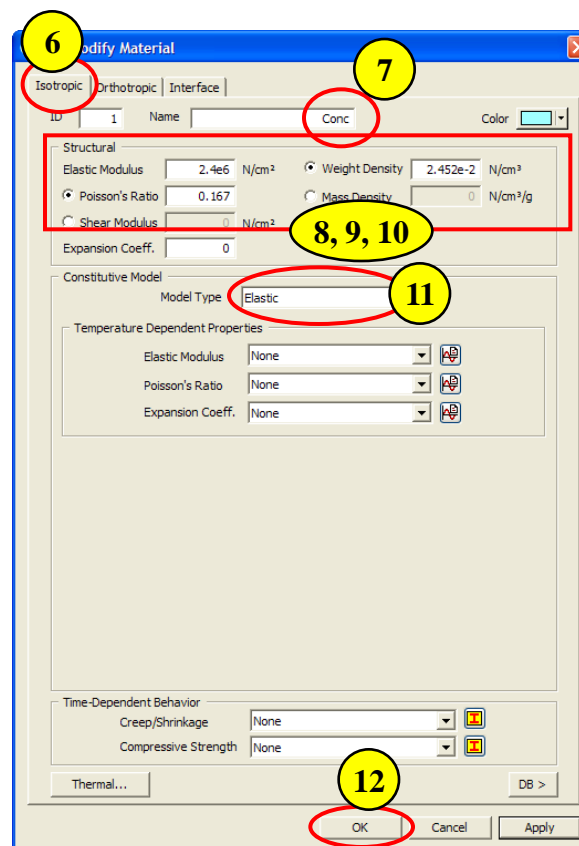 6 odify Material
7
Isotropic Orthotropic Interface
ID 1 Name Conc Color
Structural
Elastic Modulus 2.4e6 N/cm² Weight Density 2.452e-2 N/cm³
Poisson's Ratio 0.167 Mass Density 0 N/cm³/g
Shear Modulus 0 N/cm²
8, 9, 10
Expansion Coeff. 0
Constitutive Model
Model Type Elastic 11
Temperature Dependent Properties
Elastic Modulus None
Poisson's Ratio None
Expansion Coeff. None
Time-Dependent Behavior
Creep/Shrinkage None
Compressive Strength None
Thermal... 12 DB >
OK Cancel Apply